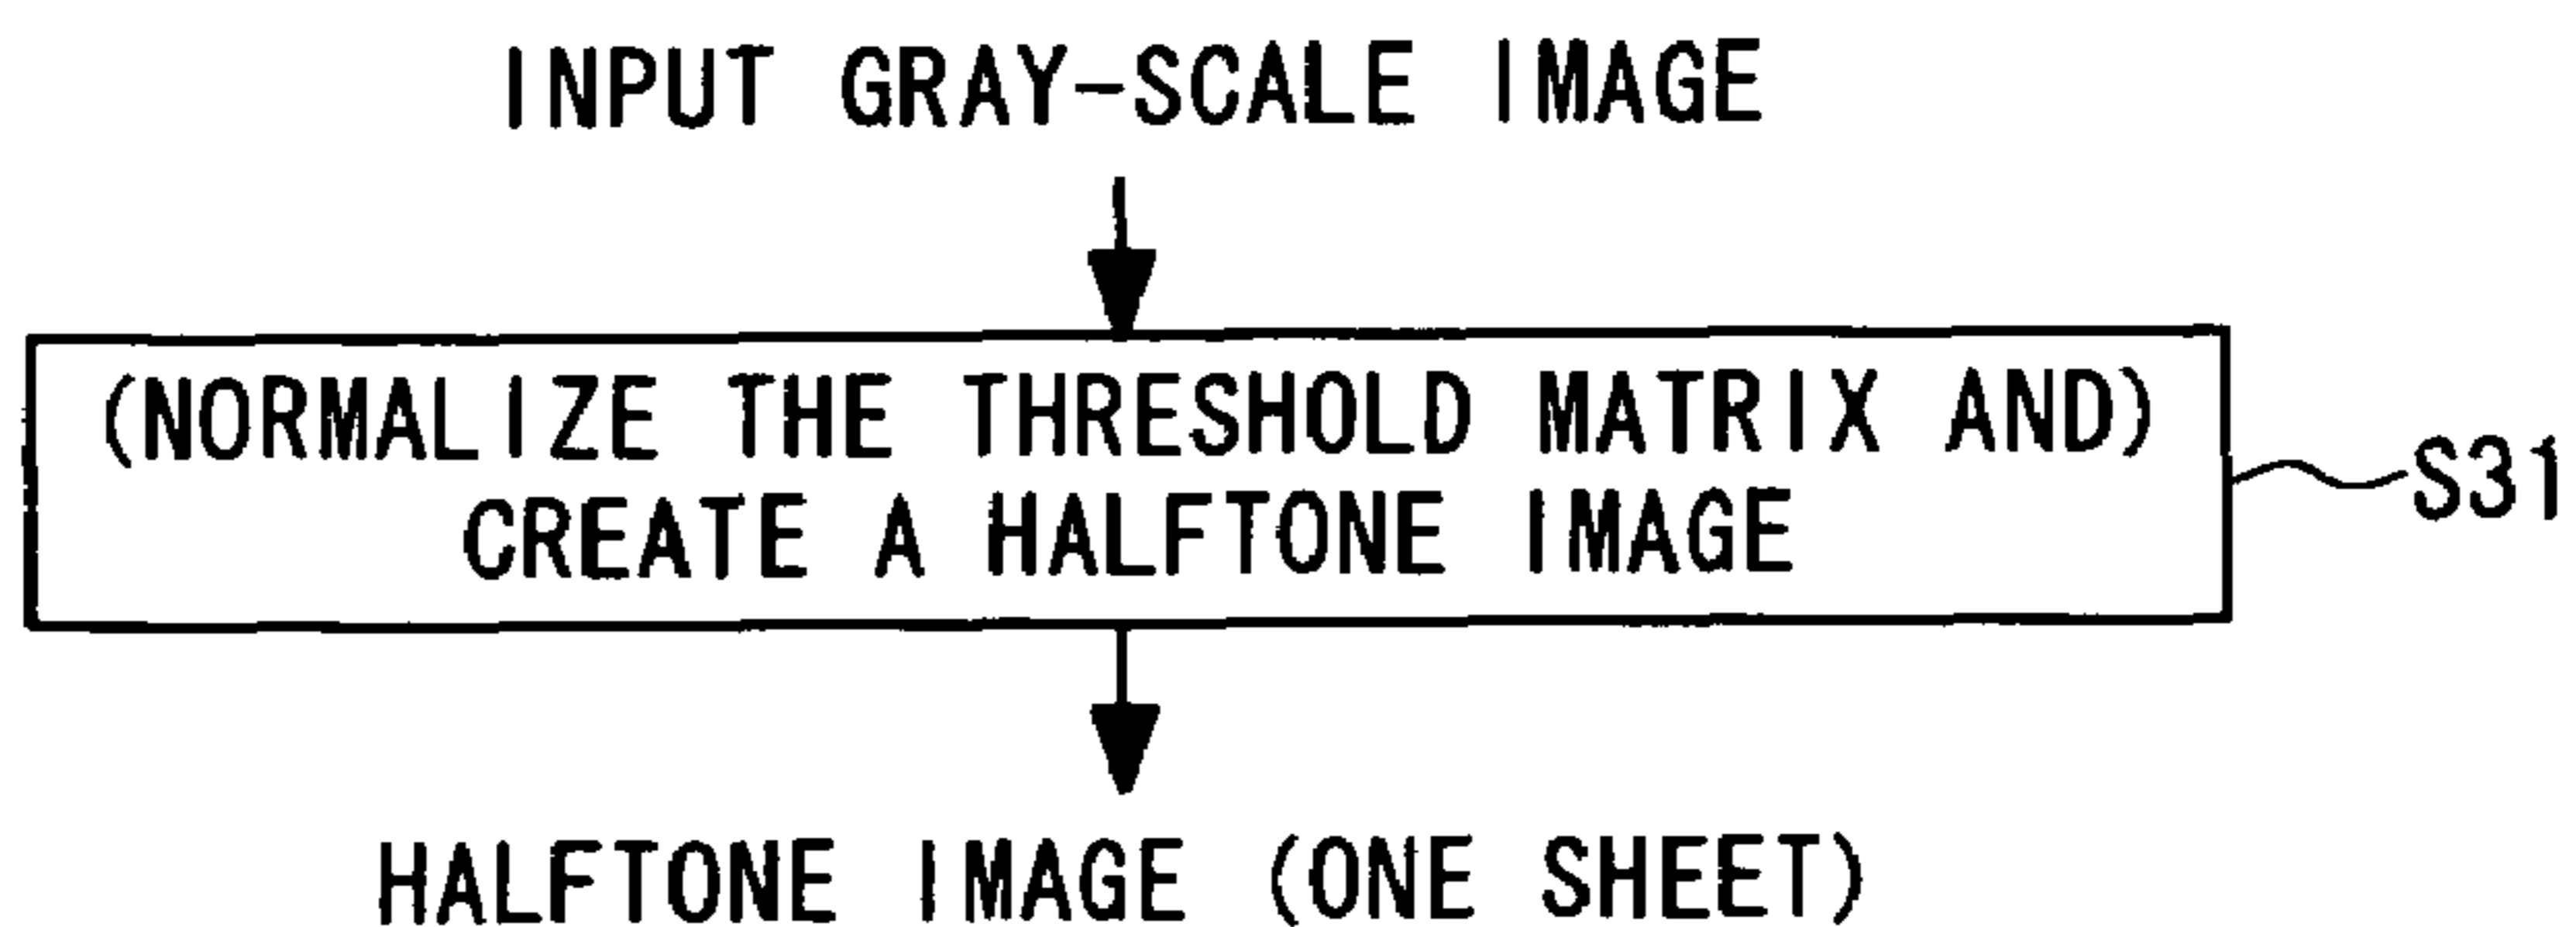 INPUT GRAY-SCALE IMAGE
(NORMALIZE THE THRESHOLD MATRIX AND)
CREATE A HALFTONE IMAGE
S31
HALFTONE IMAGE (ONE SHEET)